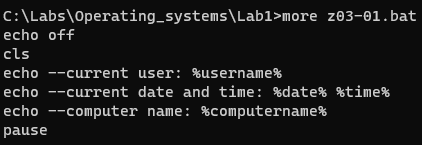 C:\Labs\Operating_systems\Lab1>more z03-01.bat
echo off
cls
echo --current user: %username%
echo --current date and time: %date% %time%
echo --computer name: %computername%
pause